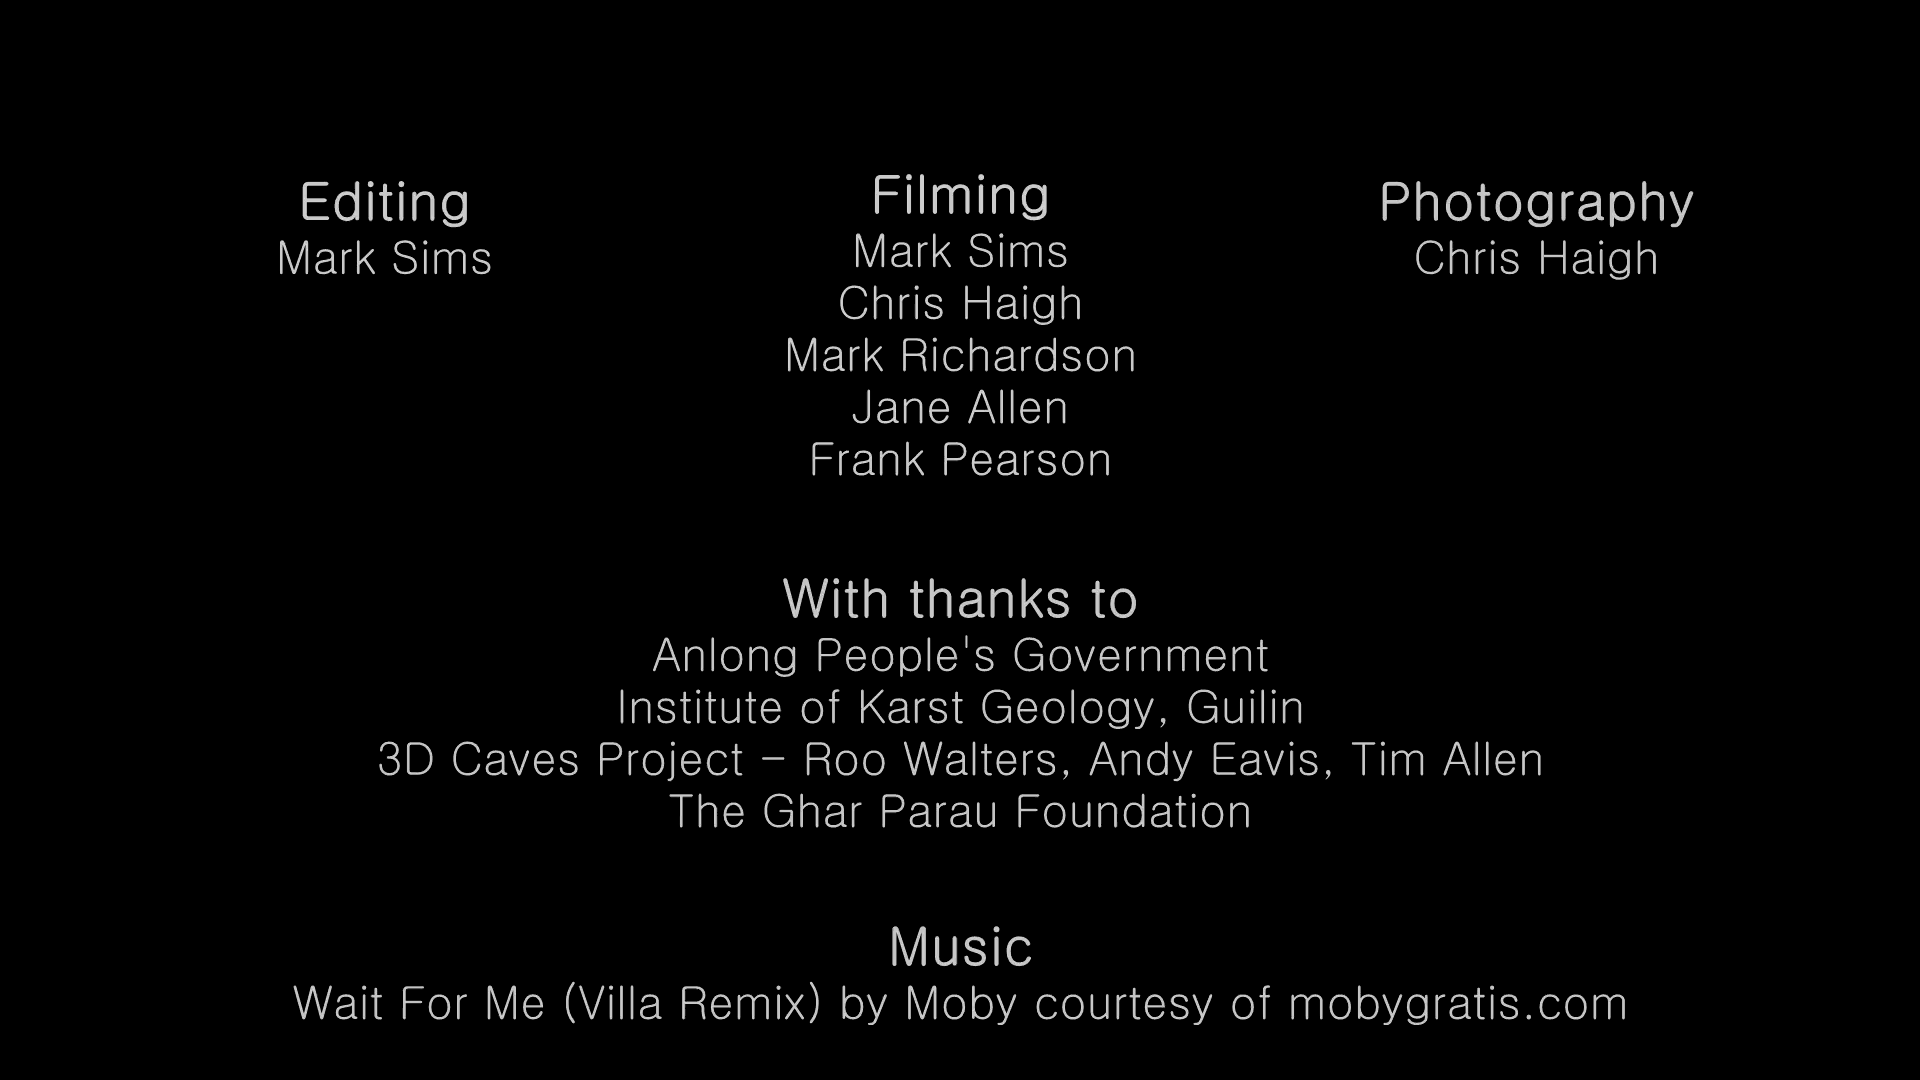 Editing
Mark Sims
Filming
Mark Sims
Chris Haigh
Mark Richardson
Jane Allen
Frank Pearson
Photography
Chris Haigh
With thanks to
Anlong People's Government
Institute of Karst Geology, Guilin
3D Caves Project – Roo Walters, Andy Eavis, Tim Allen
The Ghar Parau Foundation
Music
Wait For Me (Villa Remix) by Moby courtesy of mobygratis.com